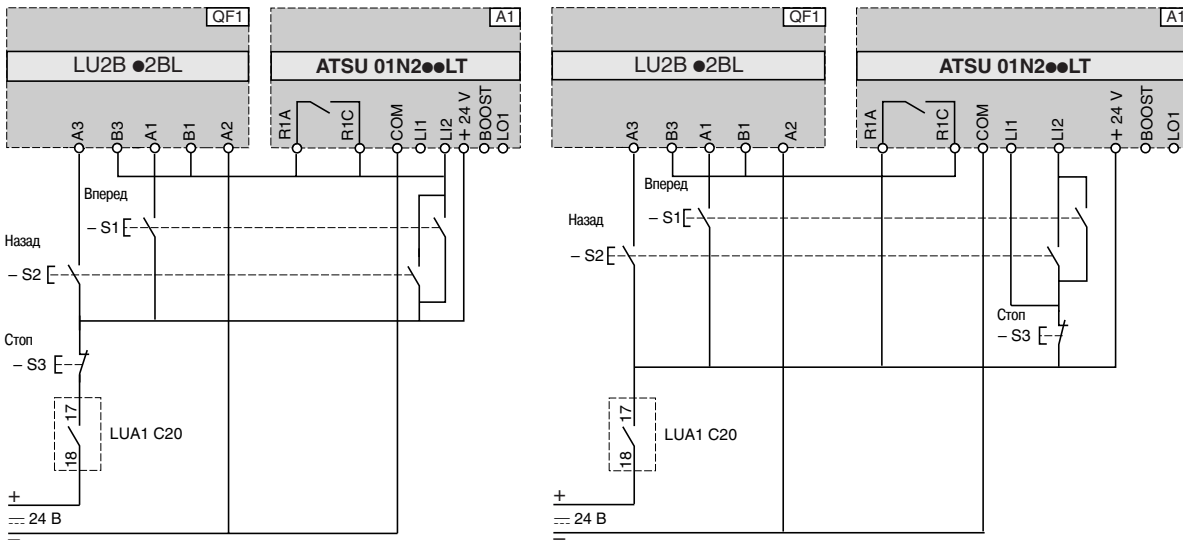 QF1
LU2B ●2BL
A3 B3 A1 B1 A2
A1
ATSU 01N2●●LT
R1A R1C COM LI1 LI2 + 24 V BOOST LO1
Вперед
– S1
Назад
– S2
Стоп
– S3
17
18
LUA1 C20
+
24 В
–
QF1
LU2B ●2BL
A3 B3 A1 B1 A2
A1
ATSU 01N2●●LT
R1A R1C COM LI1 LI2 + 24 V BOOST LO1
Вперед
– S1
Назад
– S2
Стоп
– S3
17
18
LUA1 C20
+
24 В
–